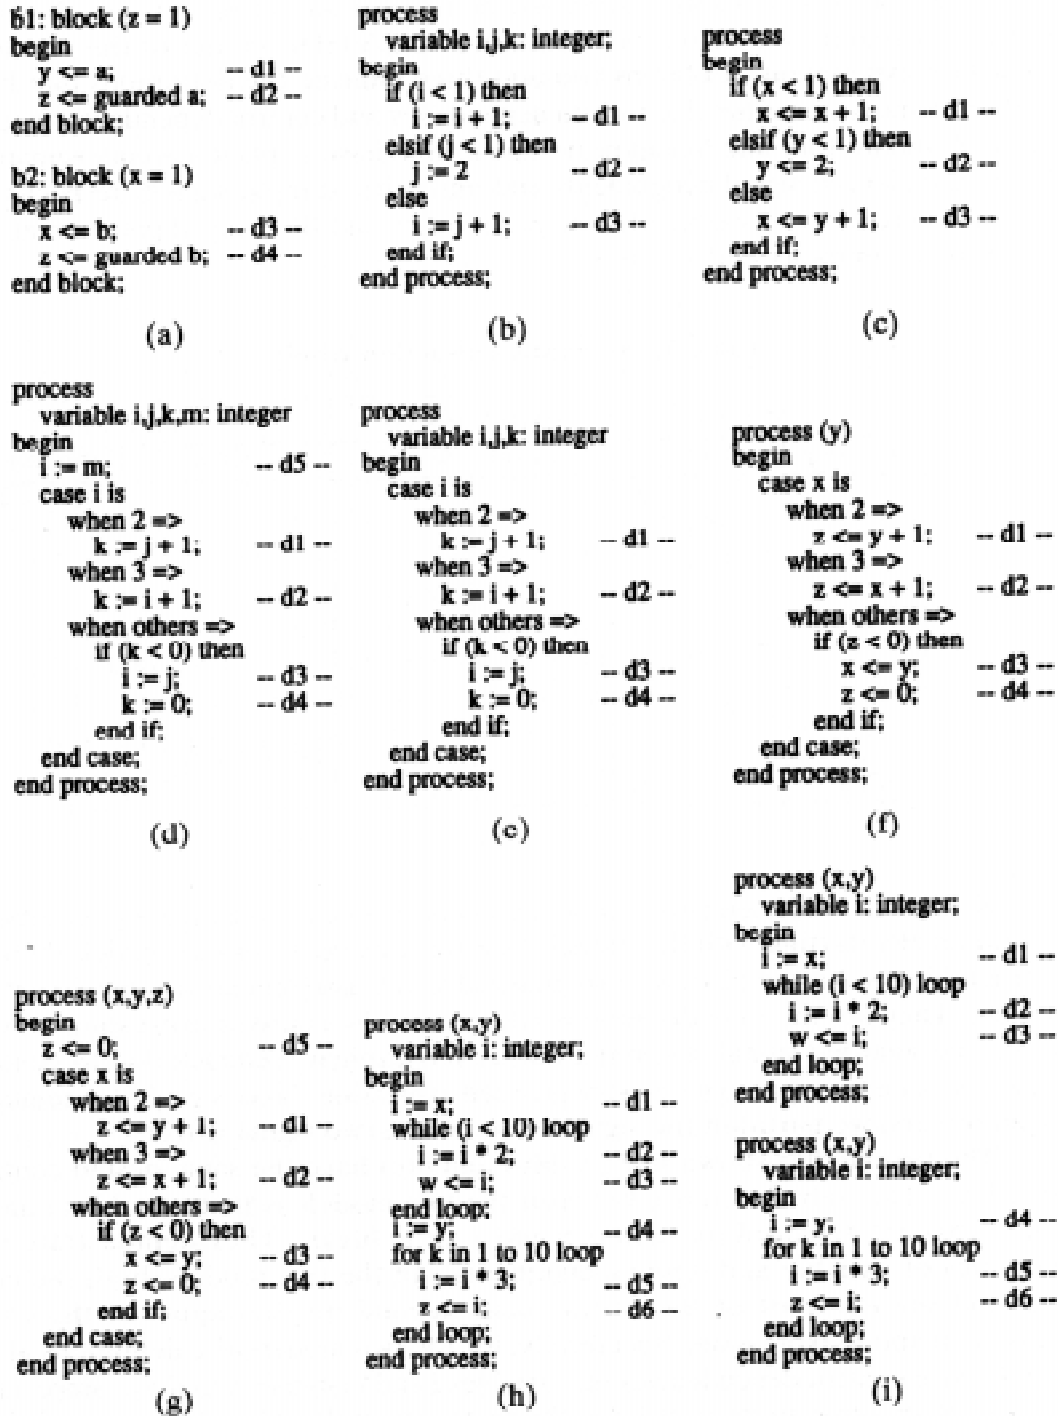 b1: block (z = 1)
begin
y <= a; -- d1 --
z <= guarded a; -- d2 --
end block;
b2: block (x = 1)
begin
x <= b; -- d3 --
z <= guarded b; -- d4 --
end block;
(a)
process
variable i,j,k: integer;
begin
if (i < 1) then
i := i + 1; -- d1 --
elsif (j < 1) then
j := 2 -- d2 --
else
i := j + 1; -- d3 --
end if;
end process;
(b)
process
begin
if (x < 1) then
x <= x + 1; -- d1 --
elsif (y < 1) then
y <= 2; -- d2 --
else
x <= y + 1; -- d3 --
end if;
end process;
(c)
process
variable i,j,k,m: integer
begin
i := m; -- d5 --
case i is
when 2 =>
k := j + 1; -- d1 --
when 3 =>
k := i + 1; -- d2 --
when others =>
if (k < 0) then
i := j; -- d3 --
k := 0; -- d4 --
end if;
end case;
end process;
(d)
process
variable i,j,k: integer
begin
case i is
when 2 =>
k := j + 1; -- d1 --
when 3 =>
k := i + 1; -- d2 --
when others =>
if (k < 0) then
i := j; -- d3 --
k := 0; -- d4 --
end if;
end case;
end process;
(e)
process (y)
begin
case x is
when 2 =>
z <= y + 1; -- d1 --
when 3 =>
z <= x + 1; -- d2 --
when others =>
if (z < 0) then
x <= y; -- d3 --
z <= 0; -- d4 --
end if;
end case;
end process;
(f)
process (x,y,z)
begin
z <= 0; -- d5 --
case x is
when 2 =>
z <= y + 1; -- d1 --
when 3 =>
z <= x + 1; -- d2 --
when others =>
if (z < 0) then
x <= y; -- d3 --
z <= 0; -- d4 --
end if;
end case;
end process;
(g)
process (x,y)
variable i: integer;
begin
i := x; -- d1 --
while (i < 10) loop
i := i * 2; -- d2 --
w <= i; -- d3 --
end loop;
i := y; -- d4 --
for k in 1 to 10 loop
i := i * 3; -- d5 --
z <= i; -- d6 --
end loop;
end process;
(h)
process (x,y)
variable i: integer;
begin
i := x; -- d1 --
while (i < 10) loop
i := i * 2; -- d2 --
w <= i; -- d3 --
end loop;
end process;
process (x,y)
variable i: integer;
begin
i := y; -- d4 --
for k in 1 to 10 loop
i := i * 3; -- d5 --
z <= i; -- d6 --
end loop;
end process;
(i)